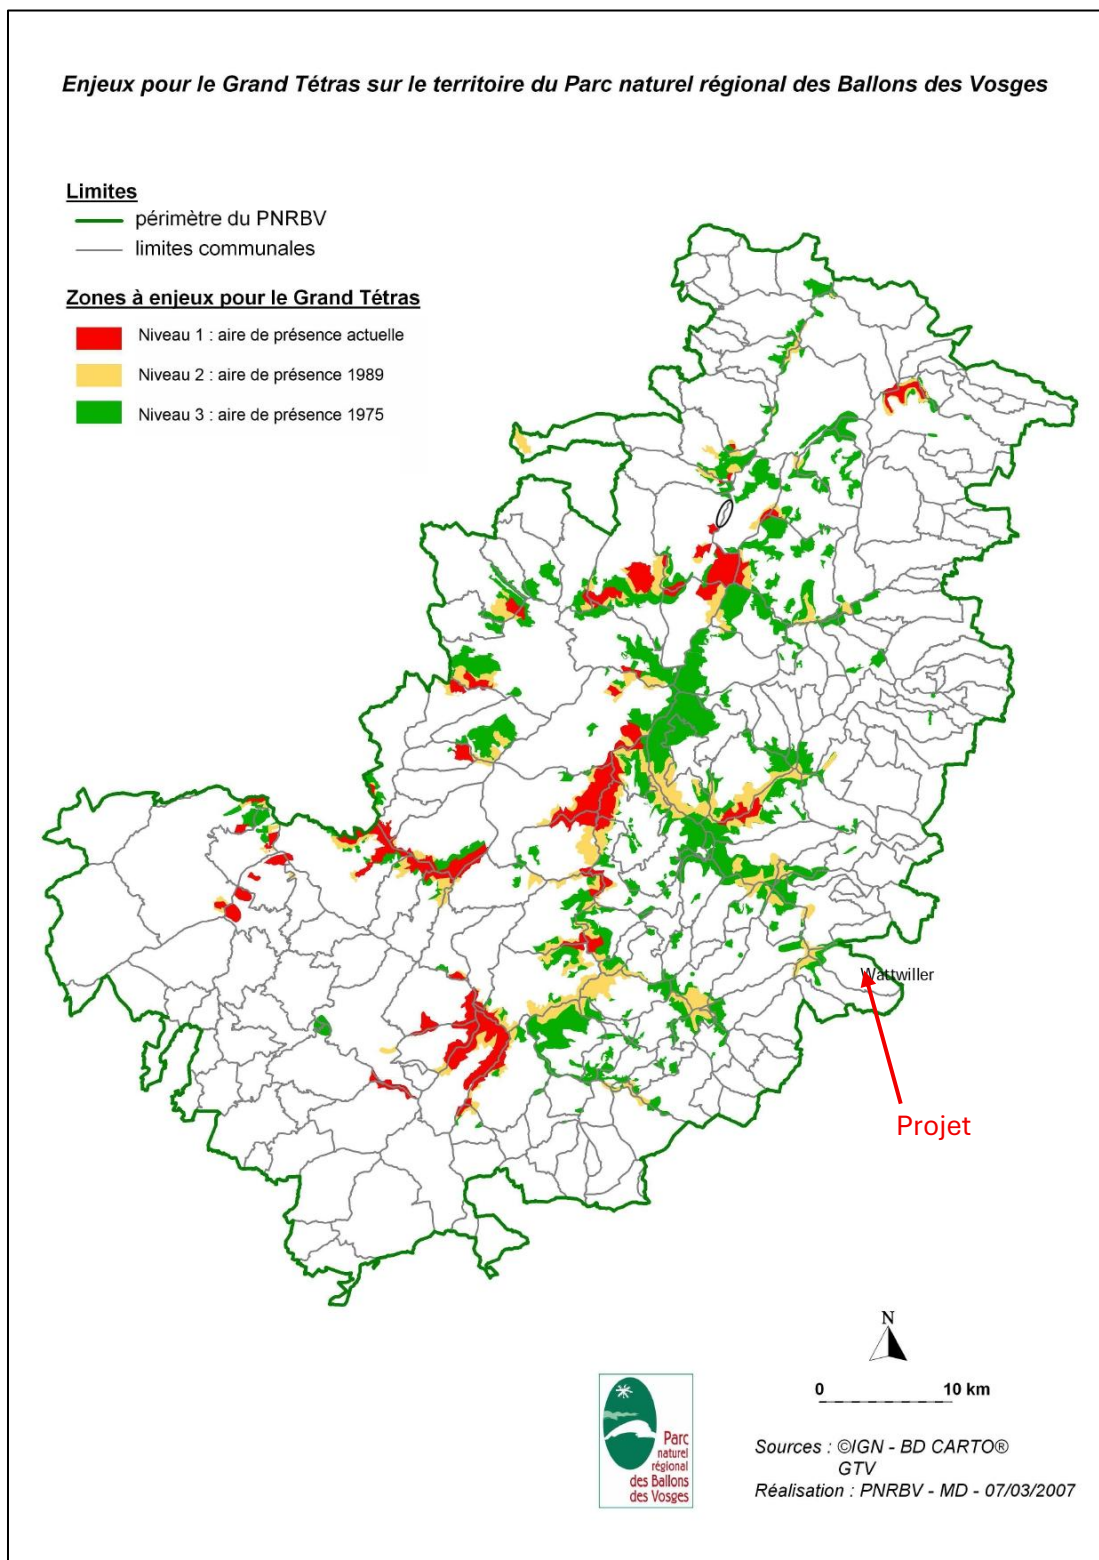 Enjeux pour le Grand Tétras sur le territoire du Parc naturel régional des Ballons des Vosges
Limites
périmètre du PNRBV
limites communales
Zones à enjeux pour le Grand Tétras
Niveau 1 : aire de présence actuelle
Niveau 2 : aire de présence 1989
Niveau 3 : aire de présence 1975
Wattwiller
Projet
N
0 10 km
Parc
naturel
régional
des Ballons
des Vosges
Sources : ©IGN - BD CARTO®
GTV
Réalisation : PNRBV - MD - 07/03/2007